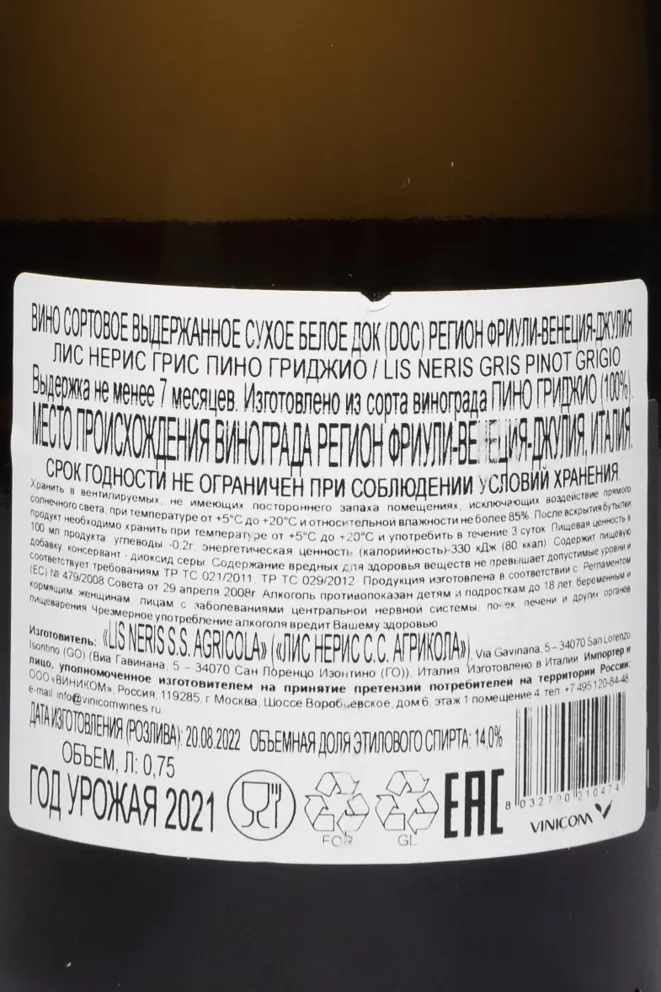 ВИНО СОРТОВОЕ ВЫДЕРЖАННОЕ СУХОЕ БЕЛОЕ ДОК (DOC) РЕГИОН ФРИУЛИ-ВЕНЕЦИЯ-ДЖУЛИЯ
ЛИС НЕРИС ГРИС ПИНО ГРИДЖИО / LIS NERIS GRIS PINOT GRIGIO
Выдержка не менее 7 месяцев. Изготовлено из сорта винограда ПИНО ГРИДЖИО (100%).
МЕСТО ПРОИСХОЖДЕНИЯ ВИНОГРАДА РЕГИОН ФРИУЛИ-ВЕНЕЦИЯ-ДЖУЛИЯ, ИТАЛИЯ.
СРОК ГОДНОСТИ НЕ ОГРАНИЧЕН ПРИ СОБЛЮДЕНИИ УСЛОВИЙ ХРАНЕНИЯ.
Хранить в вентилируемых, не имеющих постороннего запаха помещениях, исключающих воздействие прямого
солнечного света, при температуре от +5°C до +20°C и относительной влажности не более 85%. После вскрытия бутылки
продукт необходимо хранить при температуре от +5°C до +20°C и употребить в течение 3 суток. Пищевая ценность в
100 мл продукта: углеводы -0,2г, энергетическая ценность (калорийность)-330 кДж (80 ккал). Содержит пищевую
добавку консервант - диоксид серы. Содержание вредных для здоровья веществ не превышает допустимые уровни и
соответствует требованиям ТР ТС 021/2011, ТР ТС 029/2012. Продукция изготовлена в соответствии с Регламентом
(ЕС) № 479/2008 Совета от 29 апреля 2008г. Алкоголь противопоказан детям и подросткам до 18 лет, беременным и
кормящим женщинам, лицам с заболеваниями центральной нервной системы, почек, печени и других органов
пищеварения. Чрезмерное употребление алкоголя вредит Вашему здоровью.
Изготовитель: «LIS NERIS S.S. AGRICOLA» («ЛИС НЕРИС С.С. АГРИКОЛА»), Via Gavinana, 5 – 34070 San Lorenzo
Isontino (GO) (Виа Гавинана, 5 – 34070 Сан Лоренцо Изонтино (ГО)), Италия. Изготовлено в Италии. Импортер и
лицо, уполномоченное изготовителем на принятие претензий потребителей на территории России:
ООО «ВИНИКОМ», Россия, 119285, г. Москва, Шоссе Воробьевское, дом 6, этаж 1 помещение 4. тел. +7 495 120-84-48,
e-mail info@vinicomwines.ru
ДАТА ИЗГОТОВЛЕНИЯ (РОЗЛИВА): 20.08.2022 ОБЪЕМНАЯ ДОЛЯ ЭТИЛОВОГО СПИРТА: 14,0%
ОБЪЕМ, Л: 0,75
ГОД УРОЖАЯ 2021
FOR
GL
EAC
8 032770 210474
VINICOM